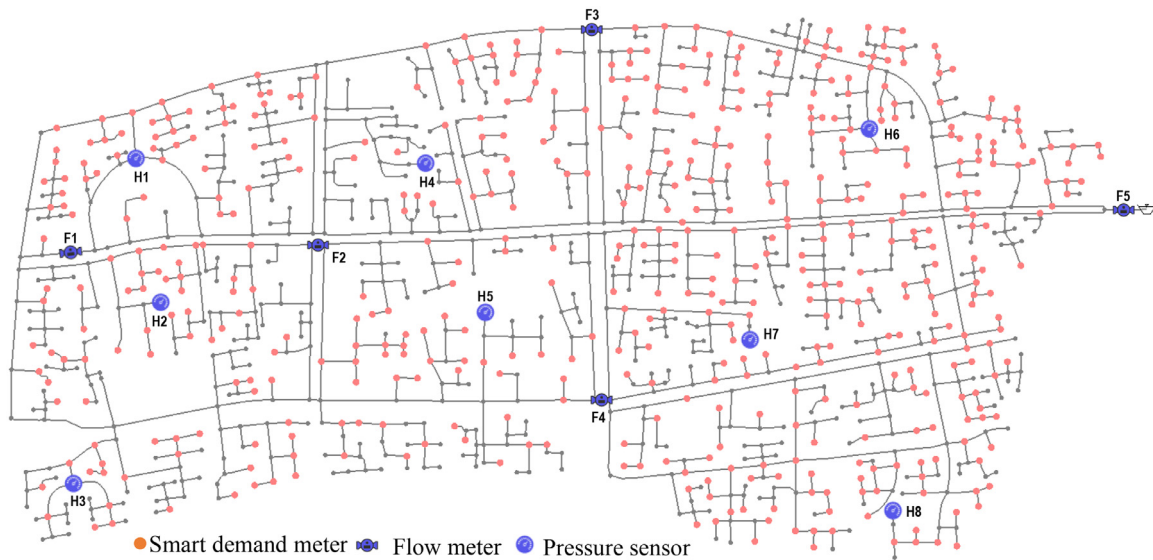 F3
H6
H1
H4
F5
F1
F2
H2
H5
H7
F4
H3
H8
Smart demand meter Flow meter Pressure sensor